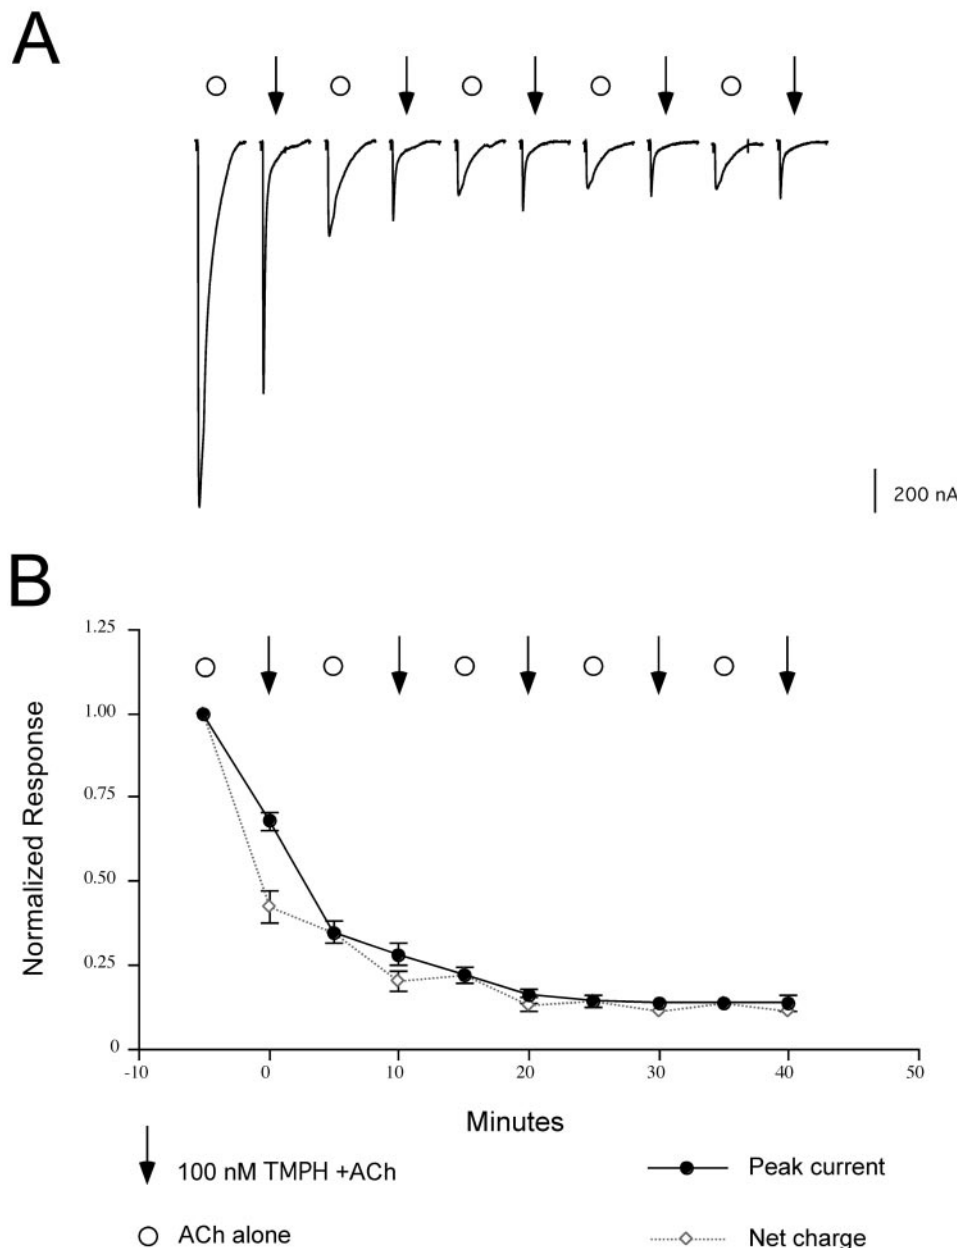 A
200 nA
B
1.25
1.00
0.75
0.50
0.25
0
-10 0 10 20 30 40 50
Normalized Response
Minutes
100 nM TMPH +ACh
Peak current
ACh alone
Net charge